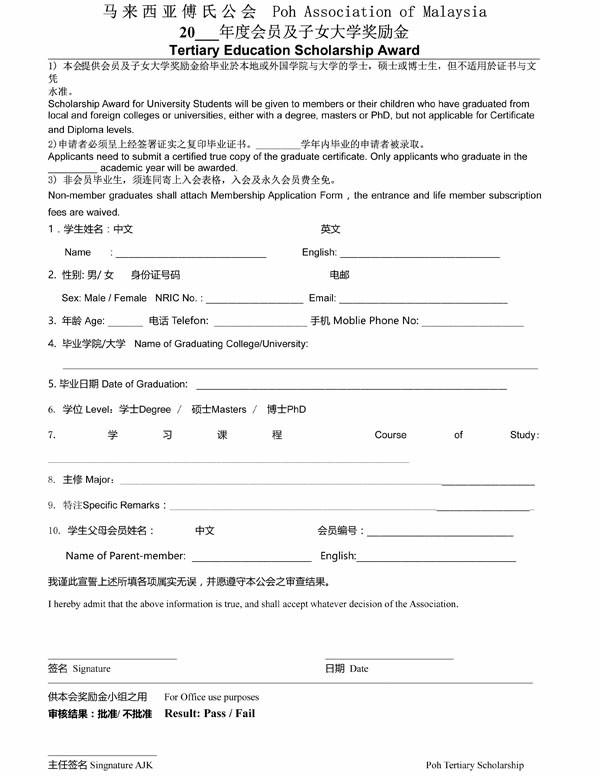 马来西亚傅氏公会 Poh Association of Malaysia
20___年度会员及子女大学奖励金
Tertiary Education Scholarship Award
1) 本会提供会员及子女大学奖励金给毕业於本地或外国学院与大学的学士，硕士或博士生，但不适用於证书与文
凭
水准。
Scholarship Award for University Students will be given to members or their children who have graduated from
local and foreign colleges or universities, either with a degree, masters or PhD, but not applicable for Certificate
and Diploma levels.
2)申请者必须呈上经签署证实之复印毕业证书。________学年内毕业的申请者被录取。
Applicants need to submit a certified true copy of the graduate certificate. Only applicants who graduate in the
_________ academic year will be awarded.
3) 非会员毕业生，须连同寄上入会表格，入会及永久会员费全免。
Non-member graduates shall attach Membership Application Form , the entrance and life member subscription
fees are waived.
1．学生姓名：中文 英文
Name : ____________________________ English: ____________________________
2. 性别: 男/ 女 身份证号码 电邮
Sex: Male / Female NRIC No. : __________________ Email: ____________________________
3. 年龄 Age: ______ 电话 Telefon: ________________ 手机 Moblie Phone No: __________________
4. 毕业学院/大学 Name of Graduating College/University:
5. 毕业日期 Date of Graduation: ____________________________
6. 学位 Level：学士Degree / 硕士Masters / 博士PhD
7. 学 习 课 程 Course of Study:
8. 主修 Major: ____________________________
9. 特注Specific Remarks : ____________________________
10. 学生父母会员姓名： 中文 会员编号：____________________________
Name of Parent-member: ________________ English:____________________________
我谨此宣誓上述所填各项属实无误，并愿遵守本公会之审查结果。
I hereby admit that the above information is true, and shall accept whatever decision of the Association.
签名 Signature 日期 Date
供本会奖励金小组之用 For Office use purposes
审核结果：批准/ 不批准 Result: Pass / Fail
主任签名 Singnature AJK Poh Tertiary Scholarship